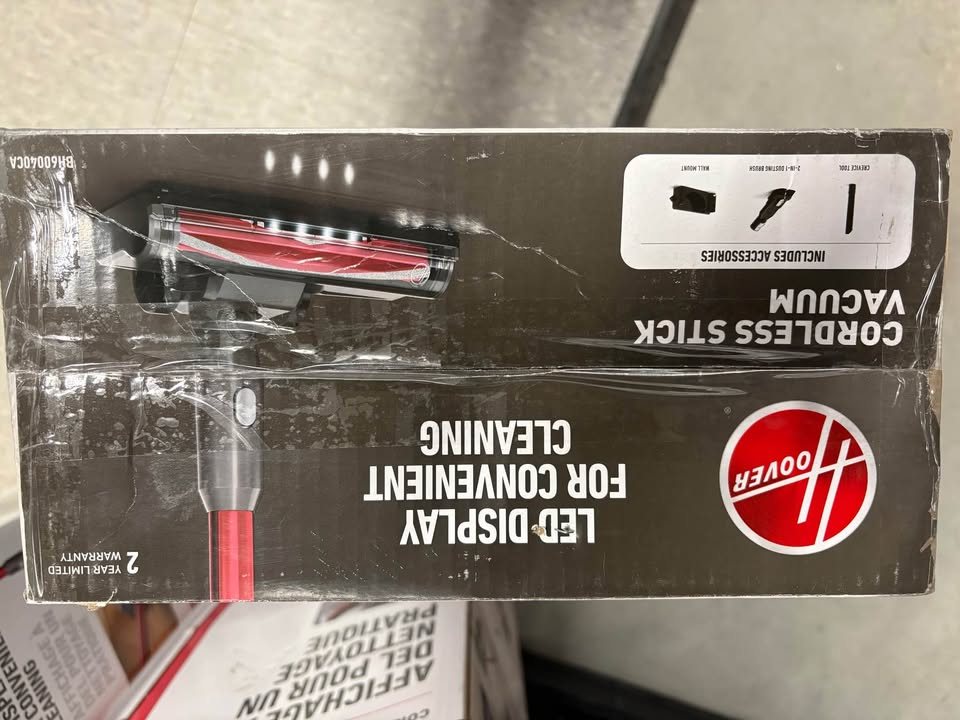 HOOVER
®
LED DISPLAY
FOR CONVENIENT
CLEANING
2 YEAR LIMITED
WARRANTY
CORDLESS STICK
VACUUM
INCLUDES ACCESSORIES
CREVICE TOOL
2-IN-1 DUSTING BRUSH
WALL MOUNT
BH60040CA
AFFICHAGE
DEL POUR UN
NETTOYAGE
PRATIQUE